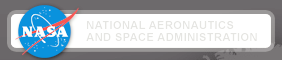 NASA
NATIONAL AERONAUTICS
AND SPACE ADMINISTRATION